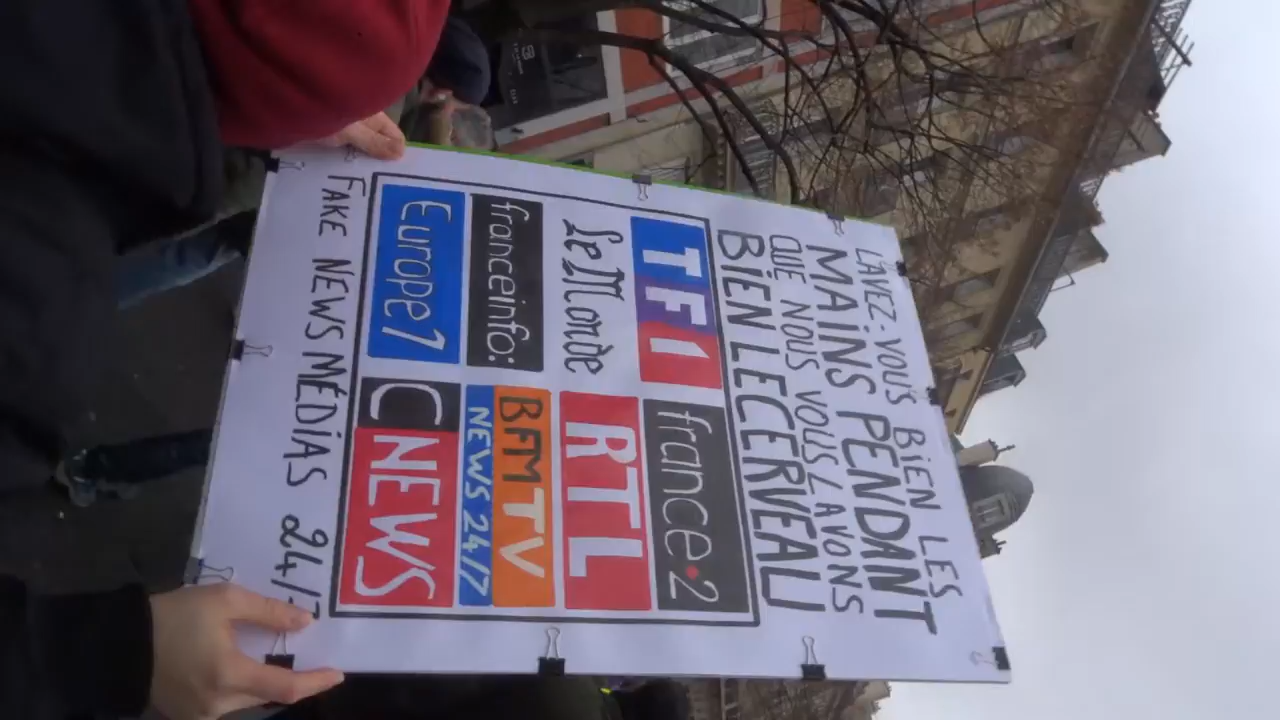 LAVEZ-VOUS BiEN LES
MAiNS PENDANT
QUE NOUS VOUS LAVONS
BiEN LE CERVEAU
TF1
france•2
Le Monde
RTL
franceinfo:
BFMTV
NEWS 24/7
Europe 1
CNEWS
FAKE NEWS MÉDiAS 24/7